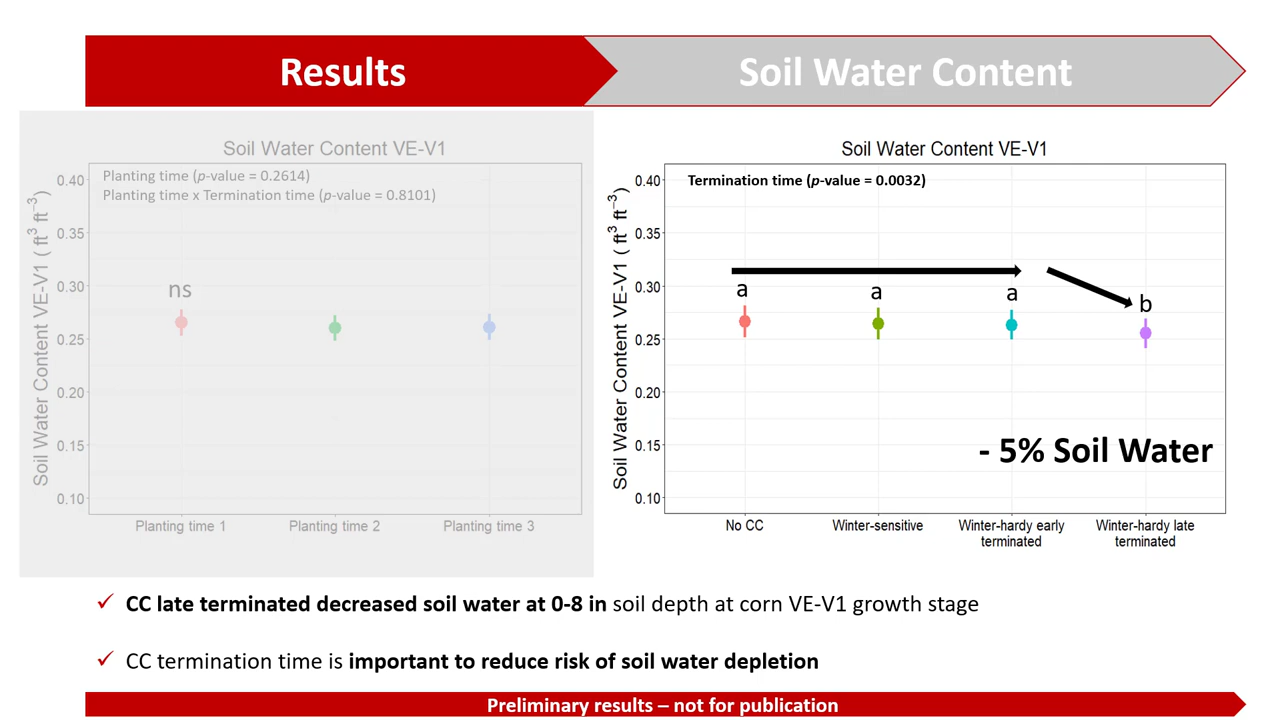 Results
Soil Water Content
Soil Water Content VE-V1
Planting time (p-value = 0.2614)
Planting time x Termination time (p-value = 0.8101)
Soil Water Content VE-V1 ( ft³ ft⁻³)
0.40
0.35
0.30
0.25
0.20
0.15
0.10
ns
Planting time 1
Planting time 2
Planting time 3
Soil Water Content VE-V1
Termination time (p-value = 0.0032)
Soil Water Content VE-V1 ( ft³ ft⁻³)
0.40
0.35
0.30
0.25
0.20
0.15
0.10
a
a
a
b
- 5% Soil Water
No CC
Winter-sensitive
Winter-hardy early
terminated
Winter-hardy late
terminated
✓ CC late terminated decreased soil water at 0-8 in soil depth at corn VE-V1 growth stage
✓ CC termination time is important to reduce risk of soil water depletion
Preliminary results – not for publication